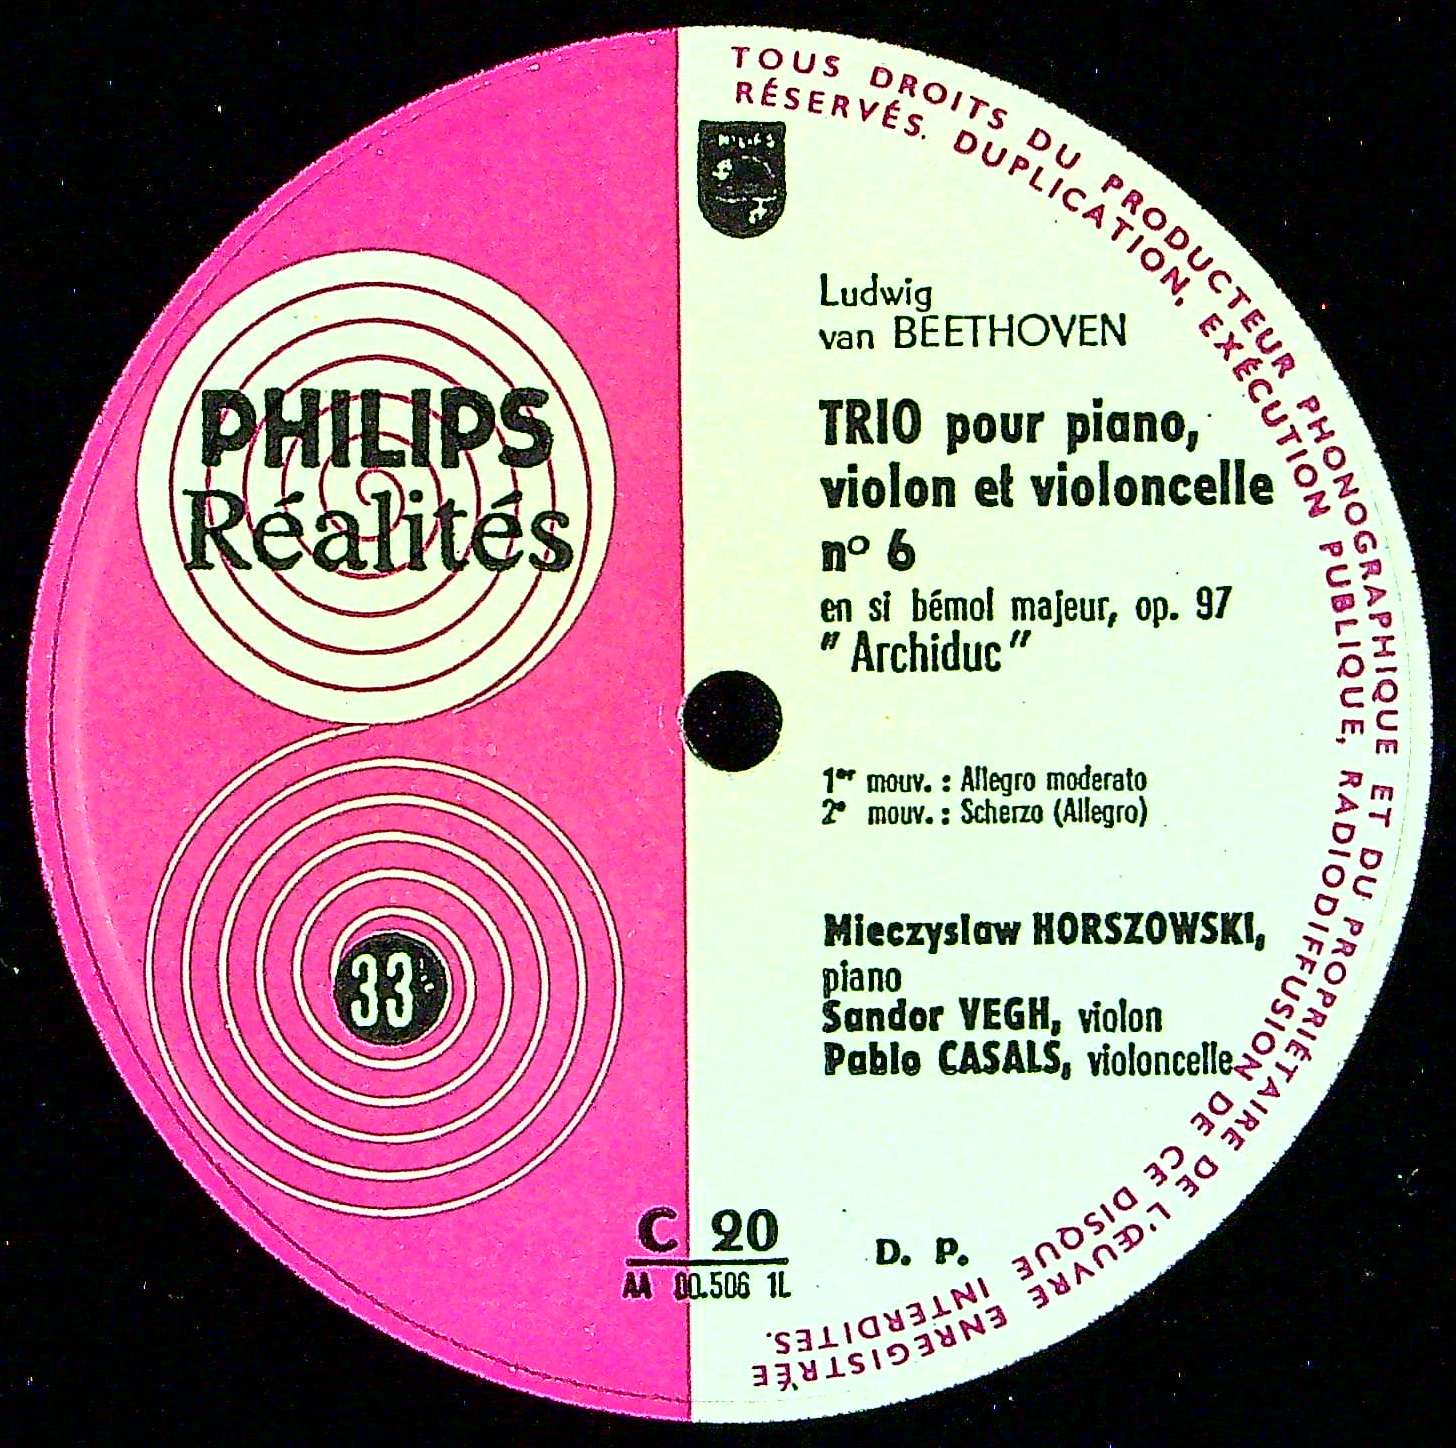 TOUS DROITS DU PRODUCTEUR PHONOGRAPHIQUE ET DU PROPRIÉTAIRE DE L'ŒUVRE ENREGISTRÉE
RÉSERVÉS. DUPLICATION, EXÉCUTION PUBLIQUE, RADIODIFFUSION DE CE DISQUE INTERDITES.
PHILIPS
Réalités
33
Ludwig
van BEETHOVEN
TRIO pour piano,
violon et violoncelle
nº 6
en si bémol majeur, op. 97
" Archiduc "
1er mouv. : Allegro moderato
2e mouv. : Scherzo (Allegro)
Mieczyslaw HORSZOWSKI,
piano
Sandor VEGH, violon
Pablo CASALS, violoncelle
C 20
AA 00.506 1L
D. P.